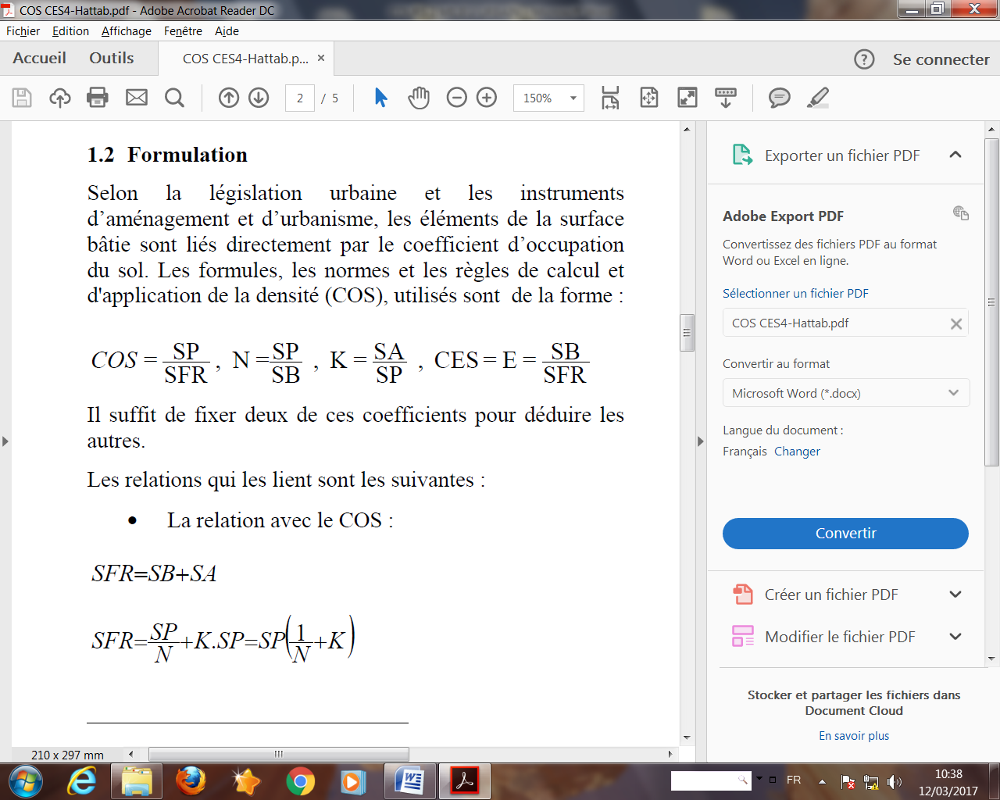 COS CES4-Hattab.pdf - Adobe Acrobat Reader DC
Fichier Edition Affichage Fenêtre Aide
Accueil Outils COS CES4-Hattab.p... × ? Se connecter
2 / 5 150%
1.2 Formulation
Selon la législation urbaine et les instruments
d’aménagement et d’urbanisme, les éléments de la surface
bâtie sont liés directement par le coefficient d’occupation
du sol. Les formules, les normes et les règles de calcul et
d'application de la densité (COS), utilisés sont de la forme :
COS = SP/SFR , N = SP/SB , K = SA/SP , CES = E = SB/SFR
Il suffit de fixer deux de ces coefficients pour déduire les
autres.
Les relations qui les lient sont les suivantes :
• La relation avec le COS :
SFR=SB+SA
SFR=SP/N+K.SP=SP(1/N+K)
210 x 297 mm
Exporter un fichier PDF
Adobe Export PDF
Convertissez des fichiers PDF au format
Word ou Excel en ligne.
Sélectionner un fichier PDF
COS CES4-Hattab.pdf
Convertir au format
Microsoft Word (*.docx)
Langue du document :
Français Changer
Convertir
Créer un fichier PDF
Modifier le fichier PDF
Stocker et partager les fichiers dans
Document Cloud
En savoir plus
FR
10:38
12/03/2017